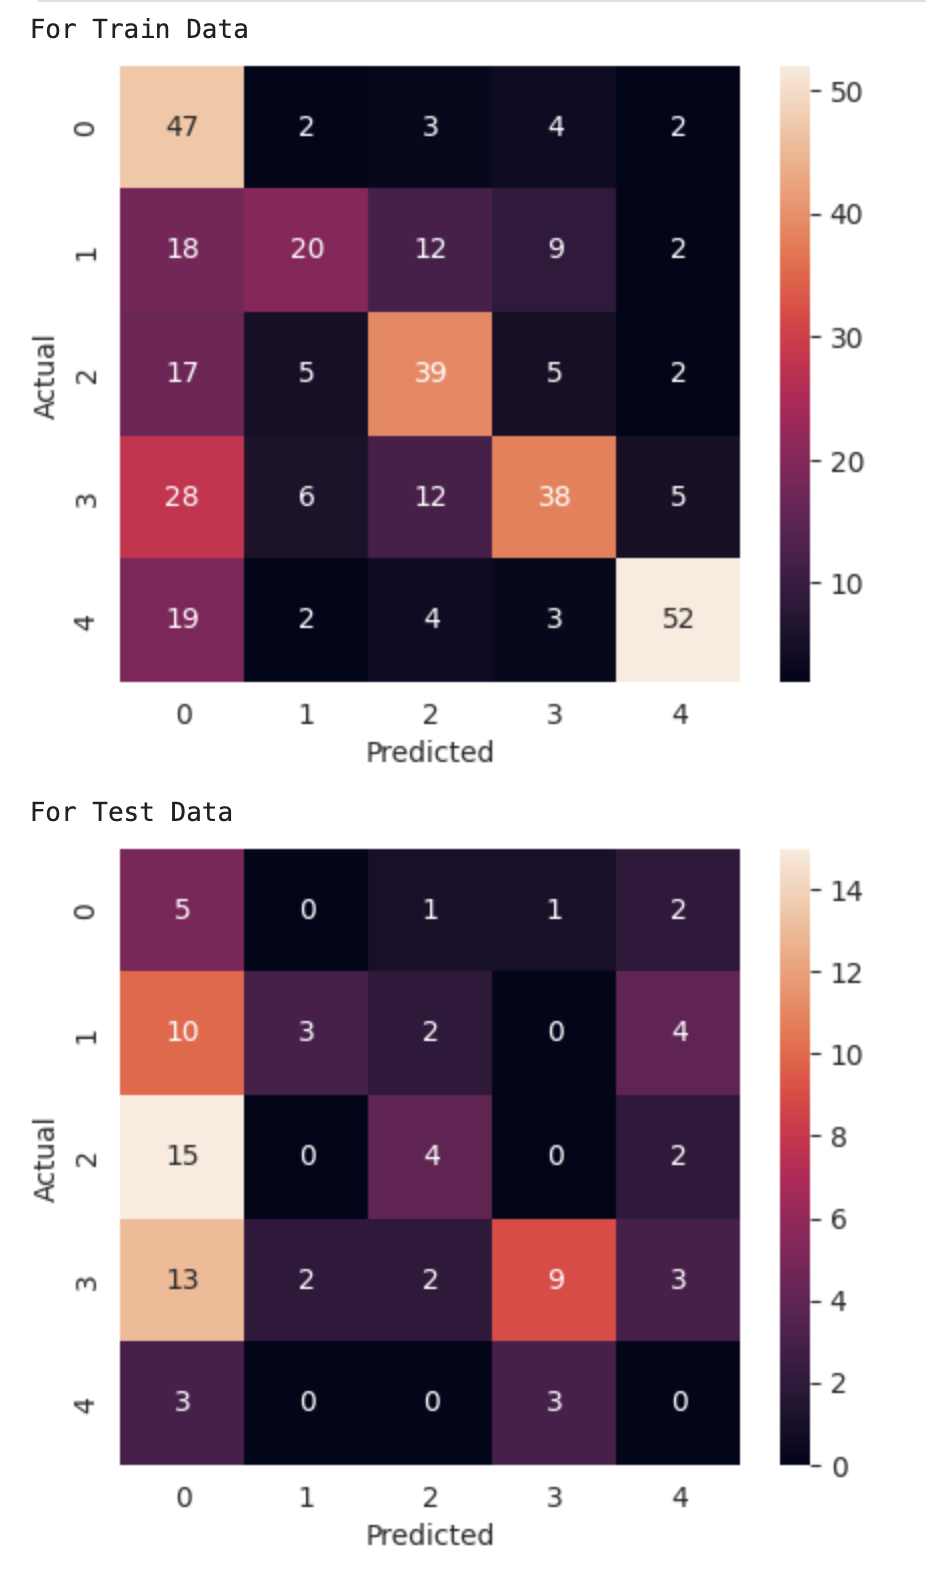 For Train Data
0 47 2 3 4 2 50
1 18 20 12 9 2 40
Actual 2 17 5 39 5 2 30
3 28 6 12 38 5 20
4 19 2 4 3 52 10
0 1 2 3 4
Predicted
For Test Data
0 5 0 1 1 2 14
12
1 10 3 2 0 4 10
Actual 2 15 0 4 0 2 8
6
3 13 2 2 9 3 4
4 3 0 0 3 0 2
0
0 1 2 3 4
Predicted